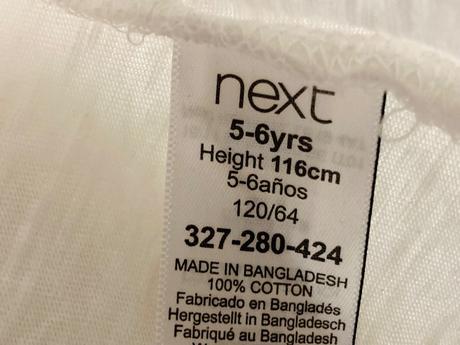 next
5-6yrs
Height 116cm
5-6años
120/64
327-280-424
MADE IN BANGLADESH
100% COTTON
Fabricado en Bangladés
Hergestellt in Bangladesch
Fabriqué au Bangladesh